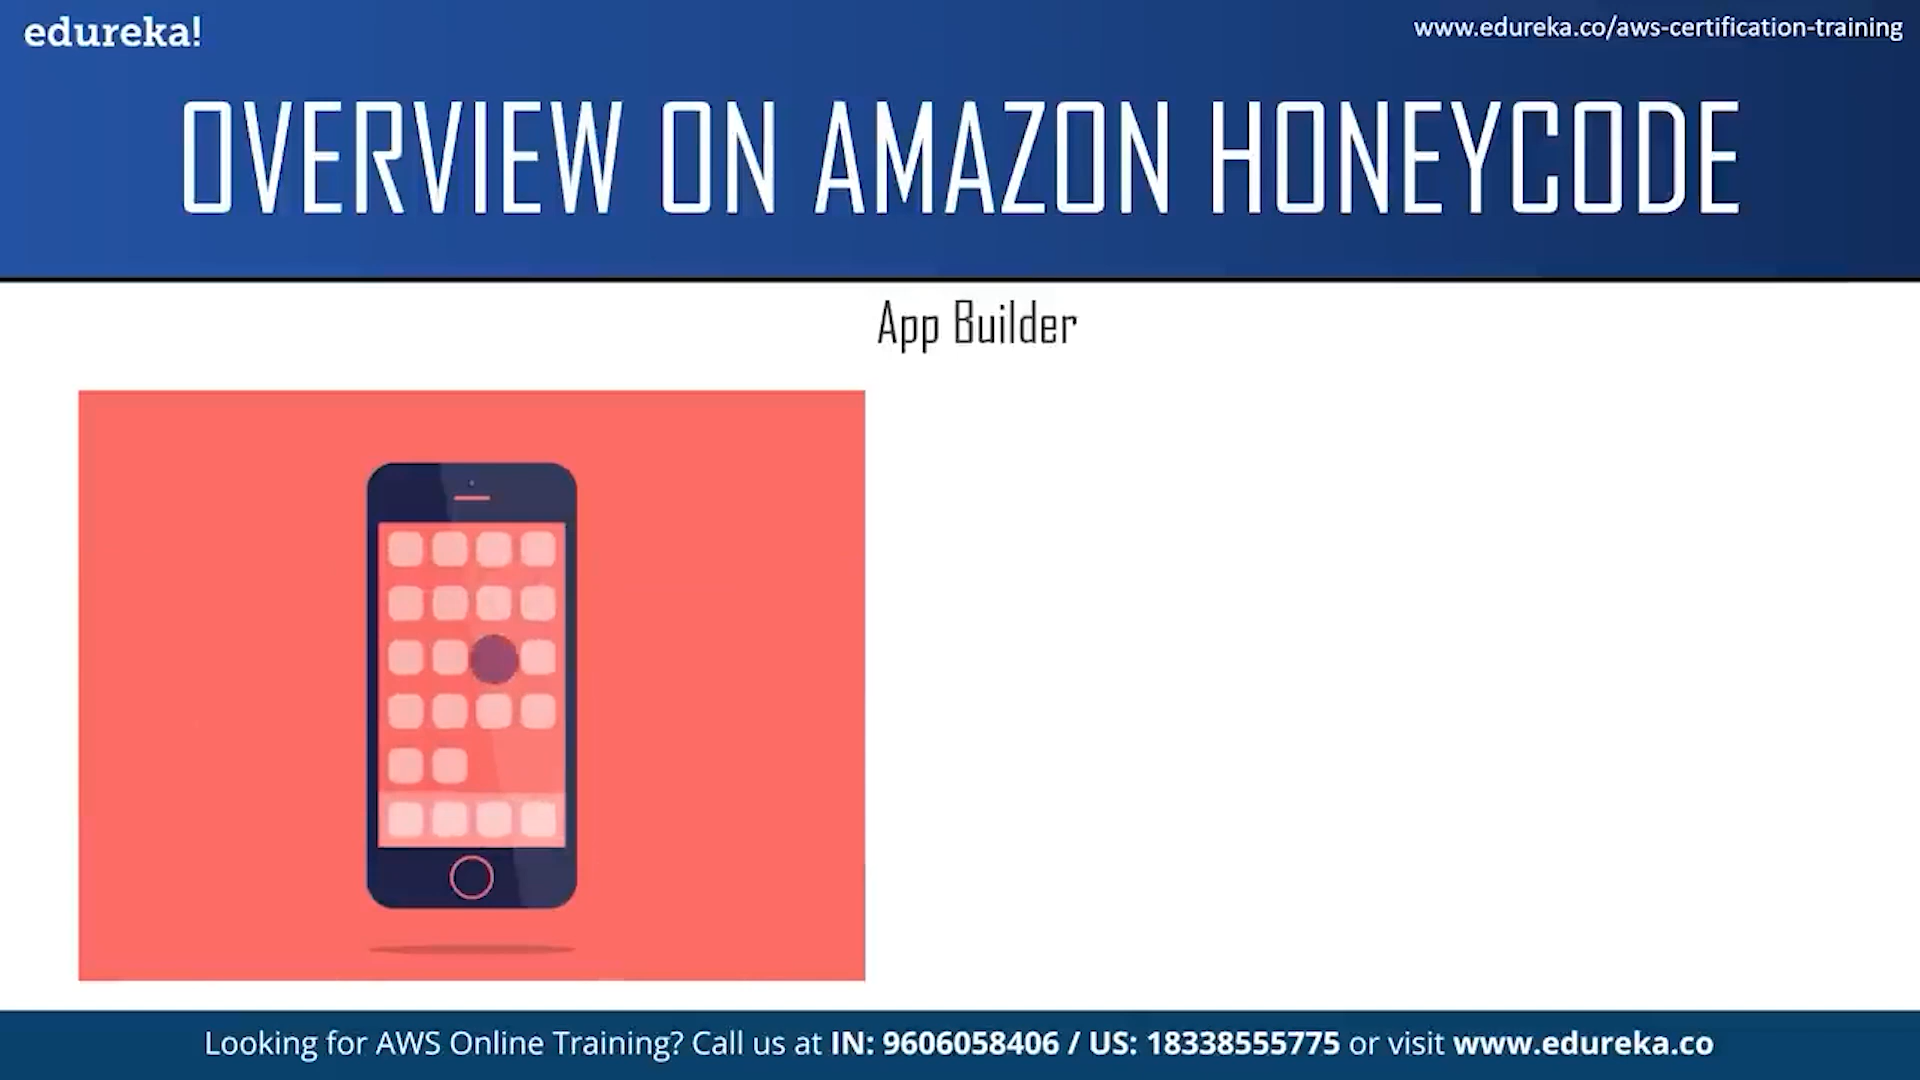 edureka!
www.edureka.co/aws-certification-training
OVERVIEW ON AMAZON HONEYCODE
App Builder
Looking for AWS Online Training? Call us at IN: 9606058406 / US: 18338555775 or visit www.edureka.co